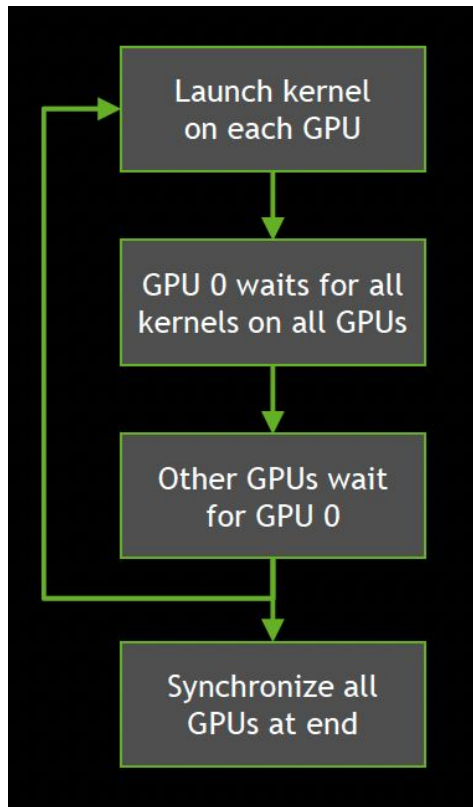 Launch kernel
on each GPU
GPU 0 waits for all
kernels on all GPUs
Other GPUs wait
for GPU 0
Synchronize all
GPUs at end